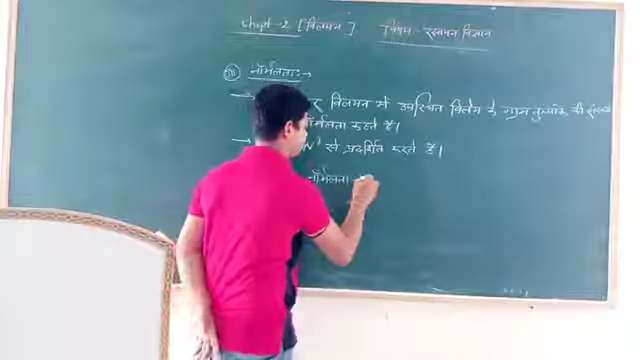 Chapt-2 [विलयन] विषय - रसायन विज्ञान
(iii) नॉर्मलता :→
→ विलयन में उपस्थित विलेय के ग्राम तुल्यांक की संख्या
नॉर्मलता कहते हैं।
→ 'N' से प्रदर्शित करते हैं।
नॉर्मलता